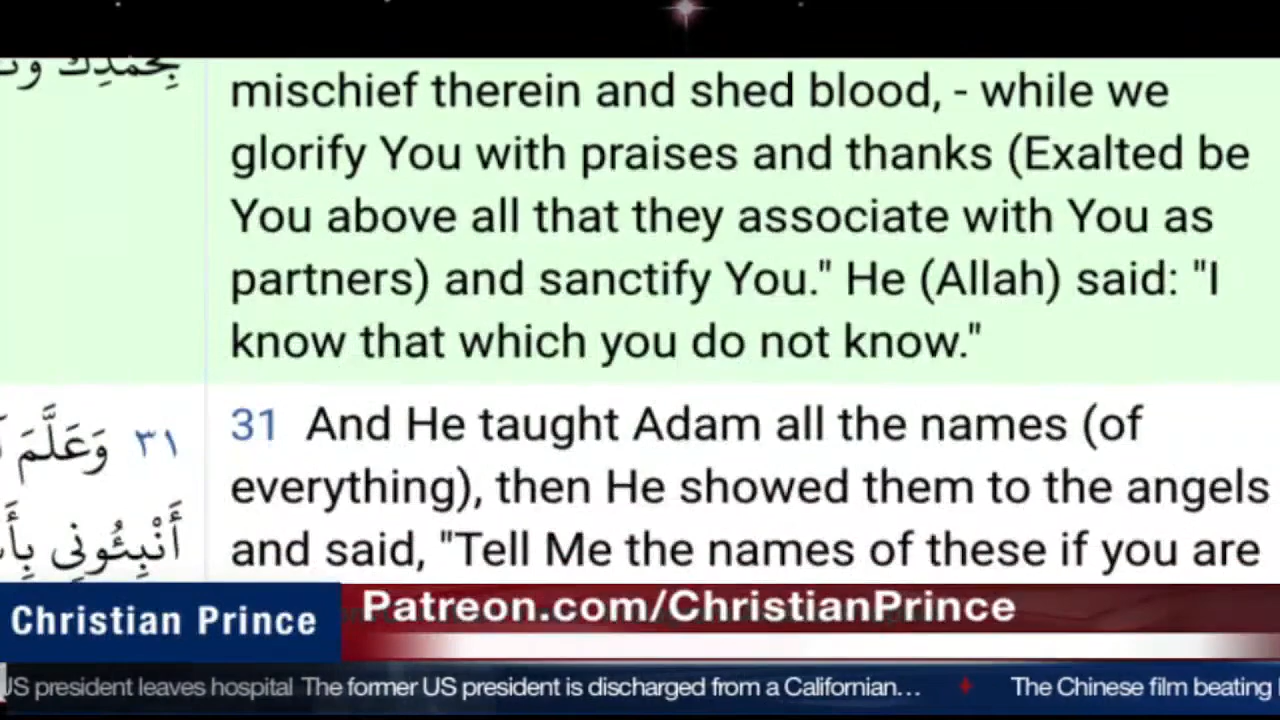 بِحَمْدِكَ
mischief therein and shed blood, - while we
glorify You with praises and thanks (Exalted be
You above all that they associate with You as
partners) and sanctify You." He (Allah) said: "I
know that which you do not know."
٣١ وَعَلَّمَ
أَنْبِئُونِي
31 And He taught Adam all the names (of
everything), then He showed them to the angels
and said, "Tell Me the names of these if you are
Christian Prince
Patreon.com/ChristianPrince
US president leaves hospital The former US president is discharged from a Californian… The Chinese film beating